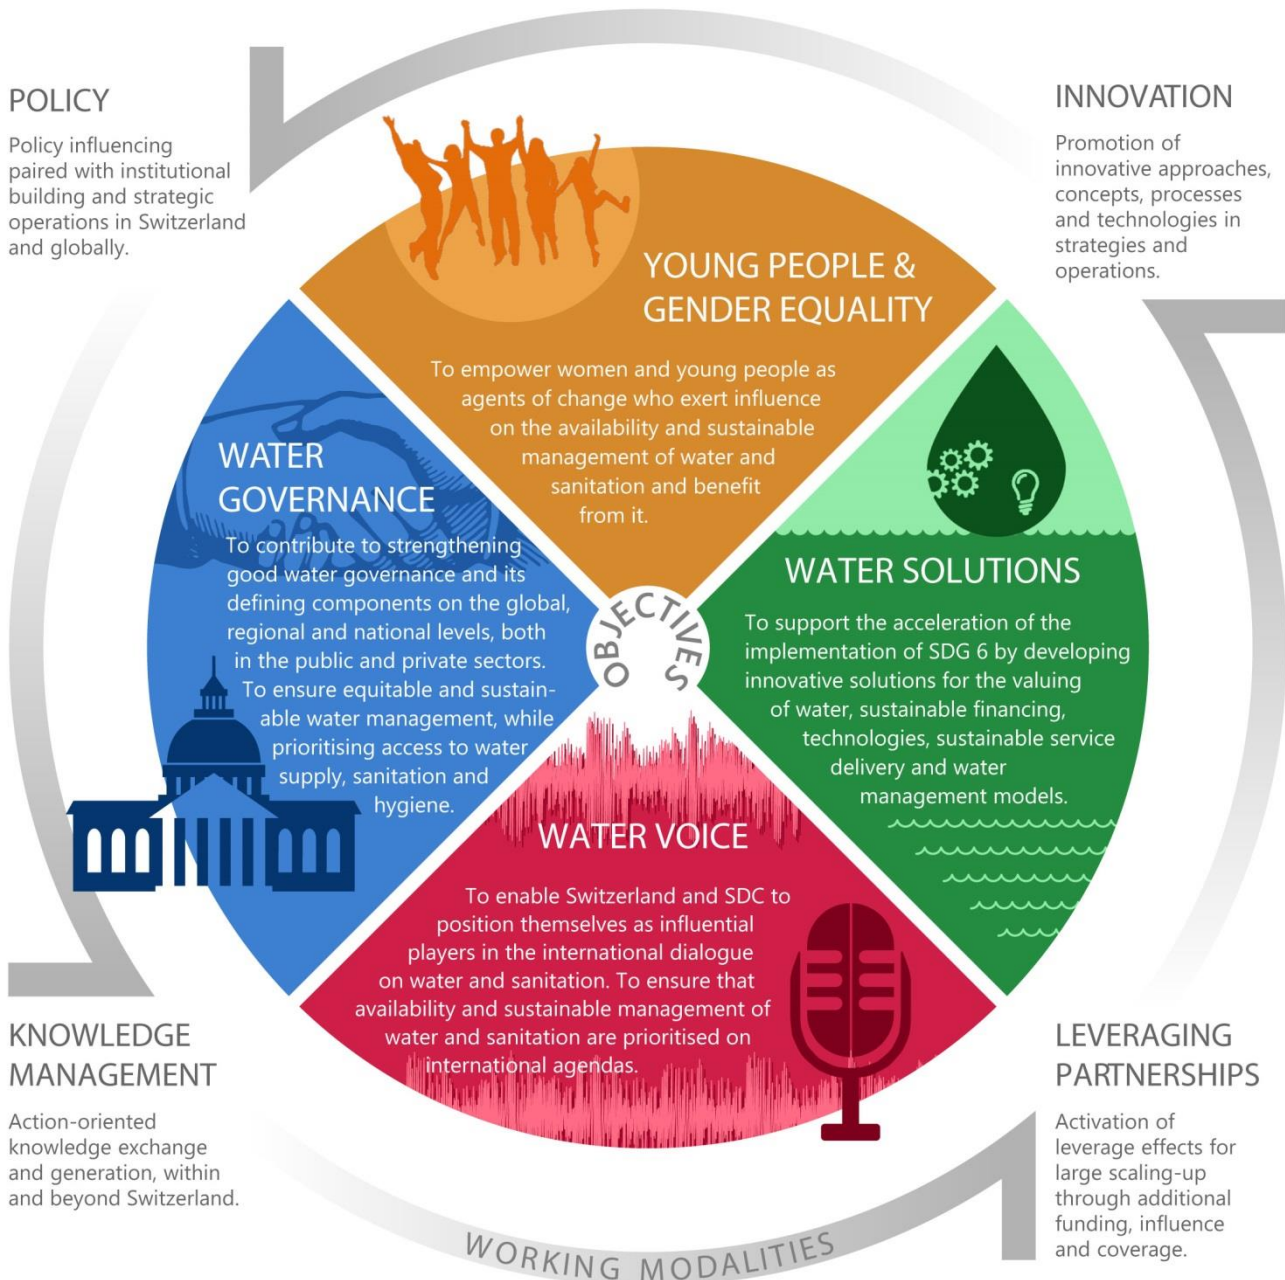 POLICY
Policy influencing
paired with institutional
building and strategic
operations in Switzerland
and globally.
INNOVATION
Promotion of
innovative approaches,
concepts, processes
and technologies in
strategies and
operations.
YOUNG PEOPLE &
GENDER EQUALITY
To empower women and young people as
agents of change who exert influence
on the availability and sustainable
management of water and
sanitation and benefit
from it.
WATER
GOVERNANCE
To contribute to strengthening
good water governance and its
defining components on the global,
regional and national levels, both
in the public and private sectors.
To ensure equitable and sustain-
able water management, while
prioritising access to water
supply, sanitation and
hygiene.
OBJECTIVES
WATER SOLUTIONS
To support the acceleration of the
implementation of SDG 6 by developing
innovative solutions for the valuing
of water, sustainable financing,
technologies, sustainable service
delivery and water
management models.
WATER VOICE
To enable Switzerland and SDC to
position themselves as influential
players in the international dialogue
on water and sanitation. To ensure that
availability and sustainable management of
water and sanitation are prioritised on
international agendas.
KNOWLEDGE
MANAGEMENT
Action-oriented
knowledge exchange
and generation, within
and beyond Switzerland.
LEVERAGING
PARTNERSHIPS
Activation of
leverage effects for
large scaling-up
through additional
funding, influence
and coverage.
WORKING MODALITIES